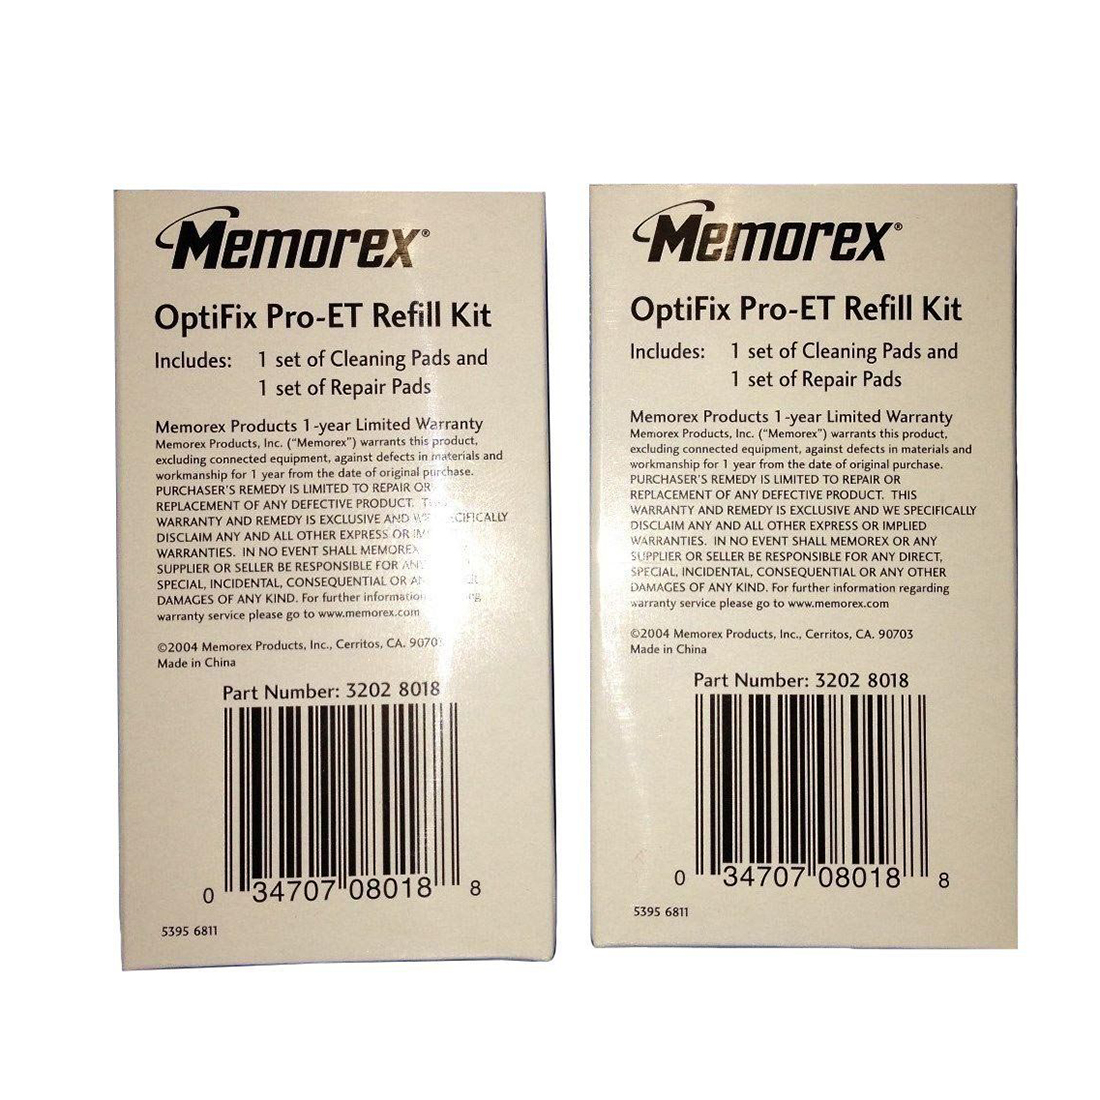 Memorex®
OptiFix Pro-ET Refill Kit
Includes: 1 set of Cleaning Pads and
1 set of Repair Pads
Memorex Products 1-year Limited Warranty
Memorex Products, Inc. (“Memorex”) warrants this product,
excluding connected equipment, against defects in materials and
workmanship for 1 year from the date of original purchase.
PURCHASER'S REMEDY IS LIMITED TO REPAIR OR
REPLACEMENT OF ANY DEFECTIVE PRODUCT. THIS
WARRANTY AND REMEDY IS EXCLUSIVE AND WE SPECIFICALLY
DISCLAIM ANY AND ALL OTHER EXPRESS OR
WARRANTIES. IN NO EVENT SHALL MEMOREX
SUPPLIER OR SELLER BE RESPONSIBLE FOR ANY
SPECIAL, INCIDENTAL, CONSEQUENTIAL OR
DAMAGES OF ANY KIND. For further information
warranty service please go to www.memorex.com
©2004 Memorex Products, Inc., Cerritos, CA. 90703
Made in China
Part Number: 3202 8018
0 34707 08018 8
5395 6811
Memorex®
OptiFix Pro-ET Refill Kit
Includes: 1 set of Cleaning Pads and
1 set of Repair Pads
Memorex Products 1-year Limited Warranty
Memorex Products, Inc. (“Memorex”) warrants this product,
excluding connected equipment, against defects in materials and
workmanship for 1 year from the date of original purchase.
PURCHASER'S REMEDY IS LIMITED TO REPAIR OR
REPLACEMENT OF ANY DEFECTIVE PRODUCT. THIS
WARRANTY AND REMEDY IS EXCLUSIVE AND WE SPECIFICALLY
DISCLAIM ANY AND ALL OTHER EXPRESS OR IMPLIED
WARRANTIES. IN NO EVENT SHALL MEMOREX OR ANY
SUPPLIER OR SELLER BE RESPONSIBLE FOR ANY DIRECT,
SPECIAL, INCIDENTAL, CONSEQUENTIAL OR ANY OTHER
DAMAGES OF ANY KIND. For further information regarding
warranty service please go to www.memorex.com
©2004 Memorex Products, Inc., Cerritos, CA. 90703
Made in China
Part Number: 3202 8018
0 34707 08018 8
5395 6811